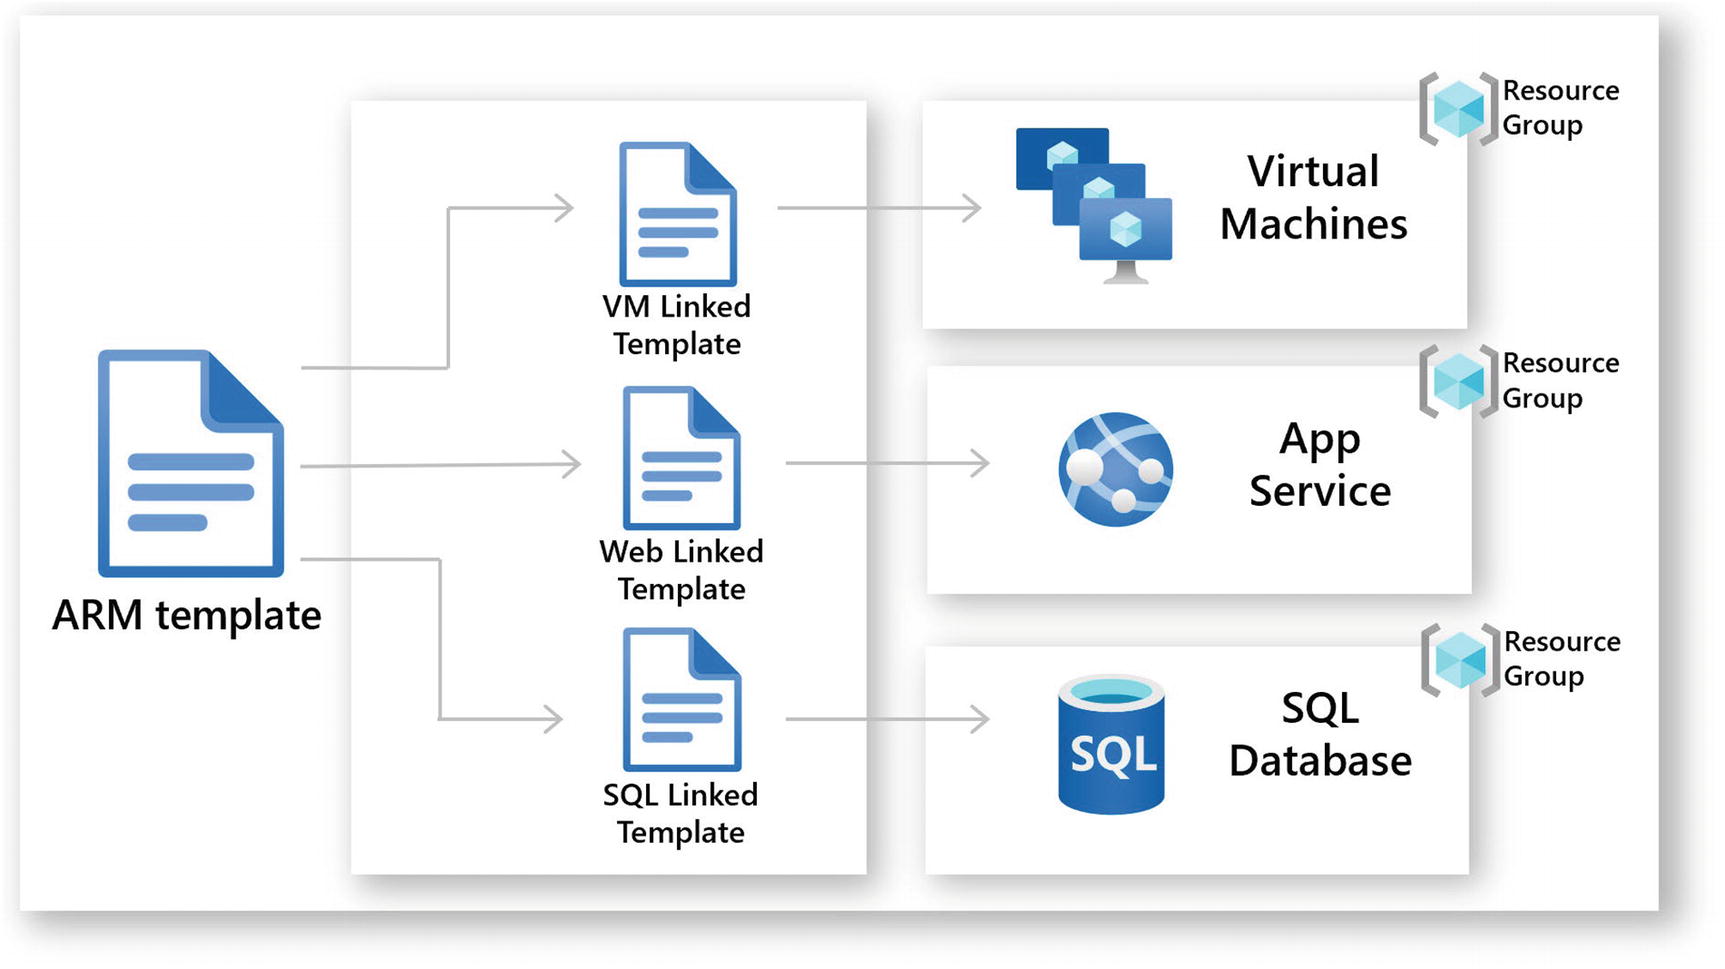 ARM template
VM Linked
Template
Web Linked
Template
SQL Linked
Template
Virtual
Machines
Resource
Group
App
Service
Resource
Group
SQL
SQL
Database
Resource
Group